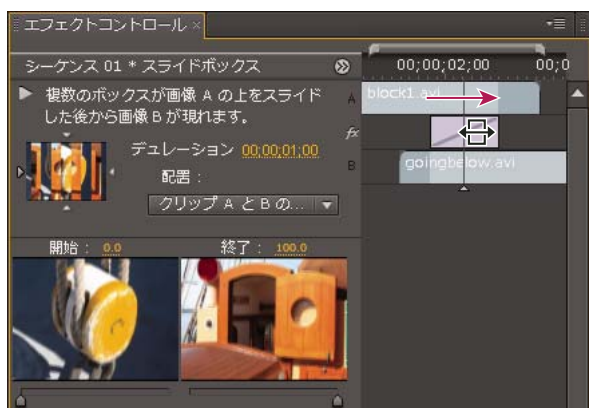 エフェクトコントロール ×
シーケンス 01 * スライドボックス
00;00;02;00 00;0
複数のボックスが画像 A の上をスライド
した後から画像 B が現れます。
A block1.avi
fx
デュレーション 00;00;01;00
B goingbelow.avi
配置 :
クリップ A と B の...
開始 : 0.0 終了 : 100.0